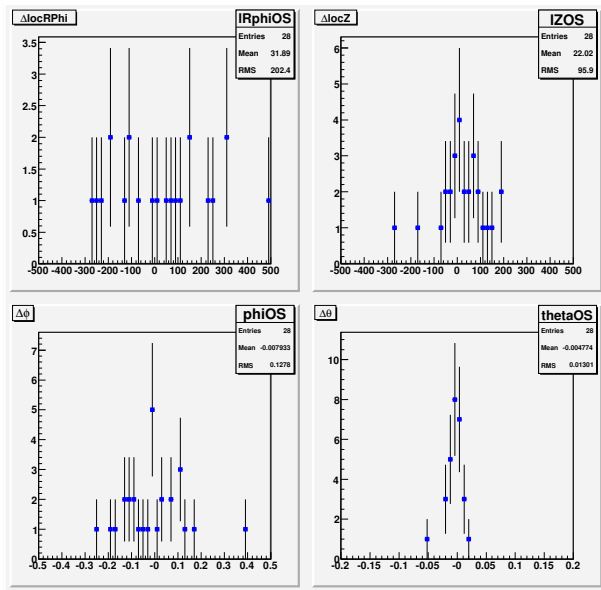 ΔlocRPhi
lRphiOS
Entries 28
Mean 31.89
RMS 202.4
3.5
3
2.5
2
1.5
1
0.5
0
-500 -400 -300 -200 -100 0 100 200 300 400 500
ΔlocZ
lZOS
Entries 28
Mean 22.02
RMS 95.9
6
5
4
3
2
1
0
-500 -400 -300 -200 -100 0 100 200 300 400 500
Δϕ
phiOS
Entries 28
Mean -0.007933
RMS 0.1278
7
6
5
4
3
2
1
0
-0.5 -0.4 -0.3 -0.2 -0.1 -0 0.1 0.2 0.3 0.4 0.5
Δθ
thetaOS
Entries 28
Mean -0.004774
RMS 0.01301
10
8
6
4
2
0
-0.2 -0.15 -0.1 -0.05 -0 0.05 0.1 0.15 0.2